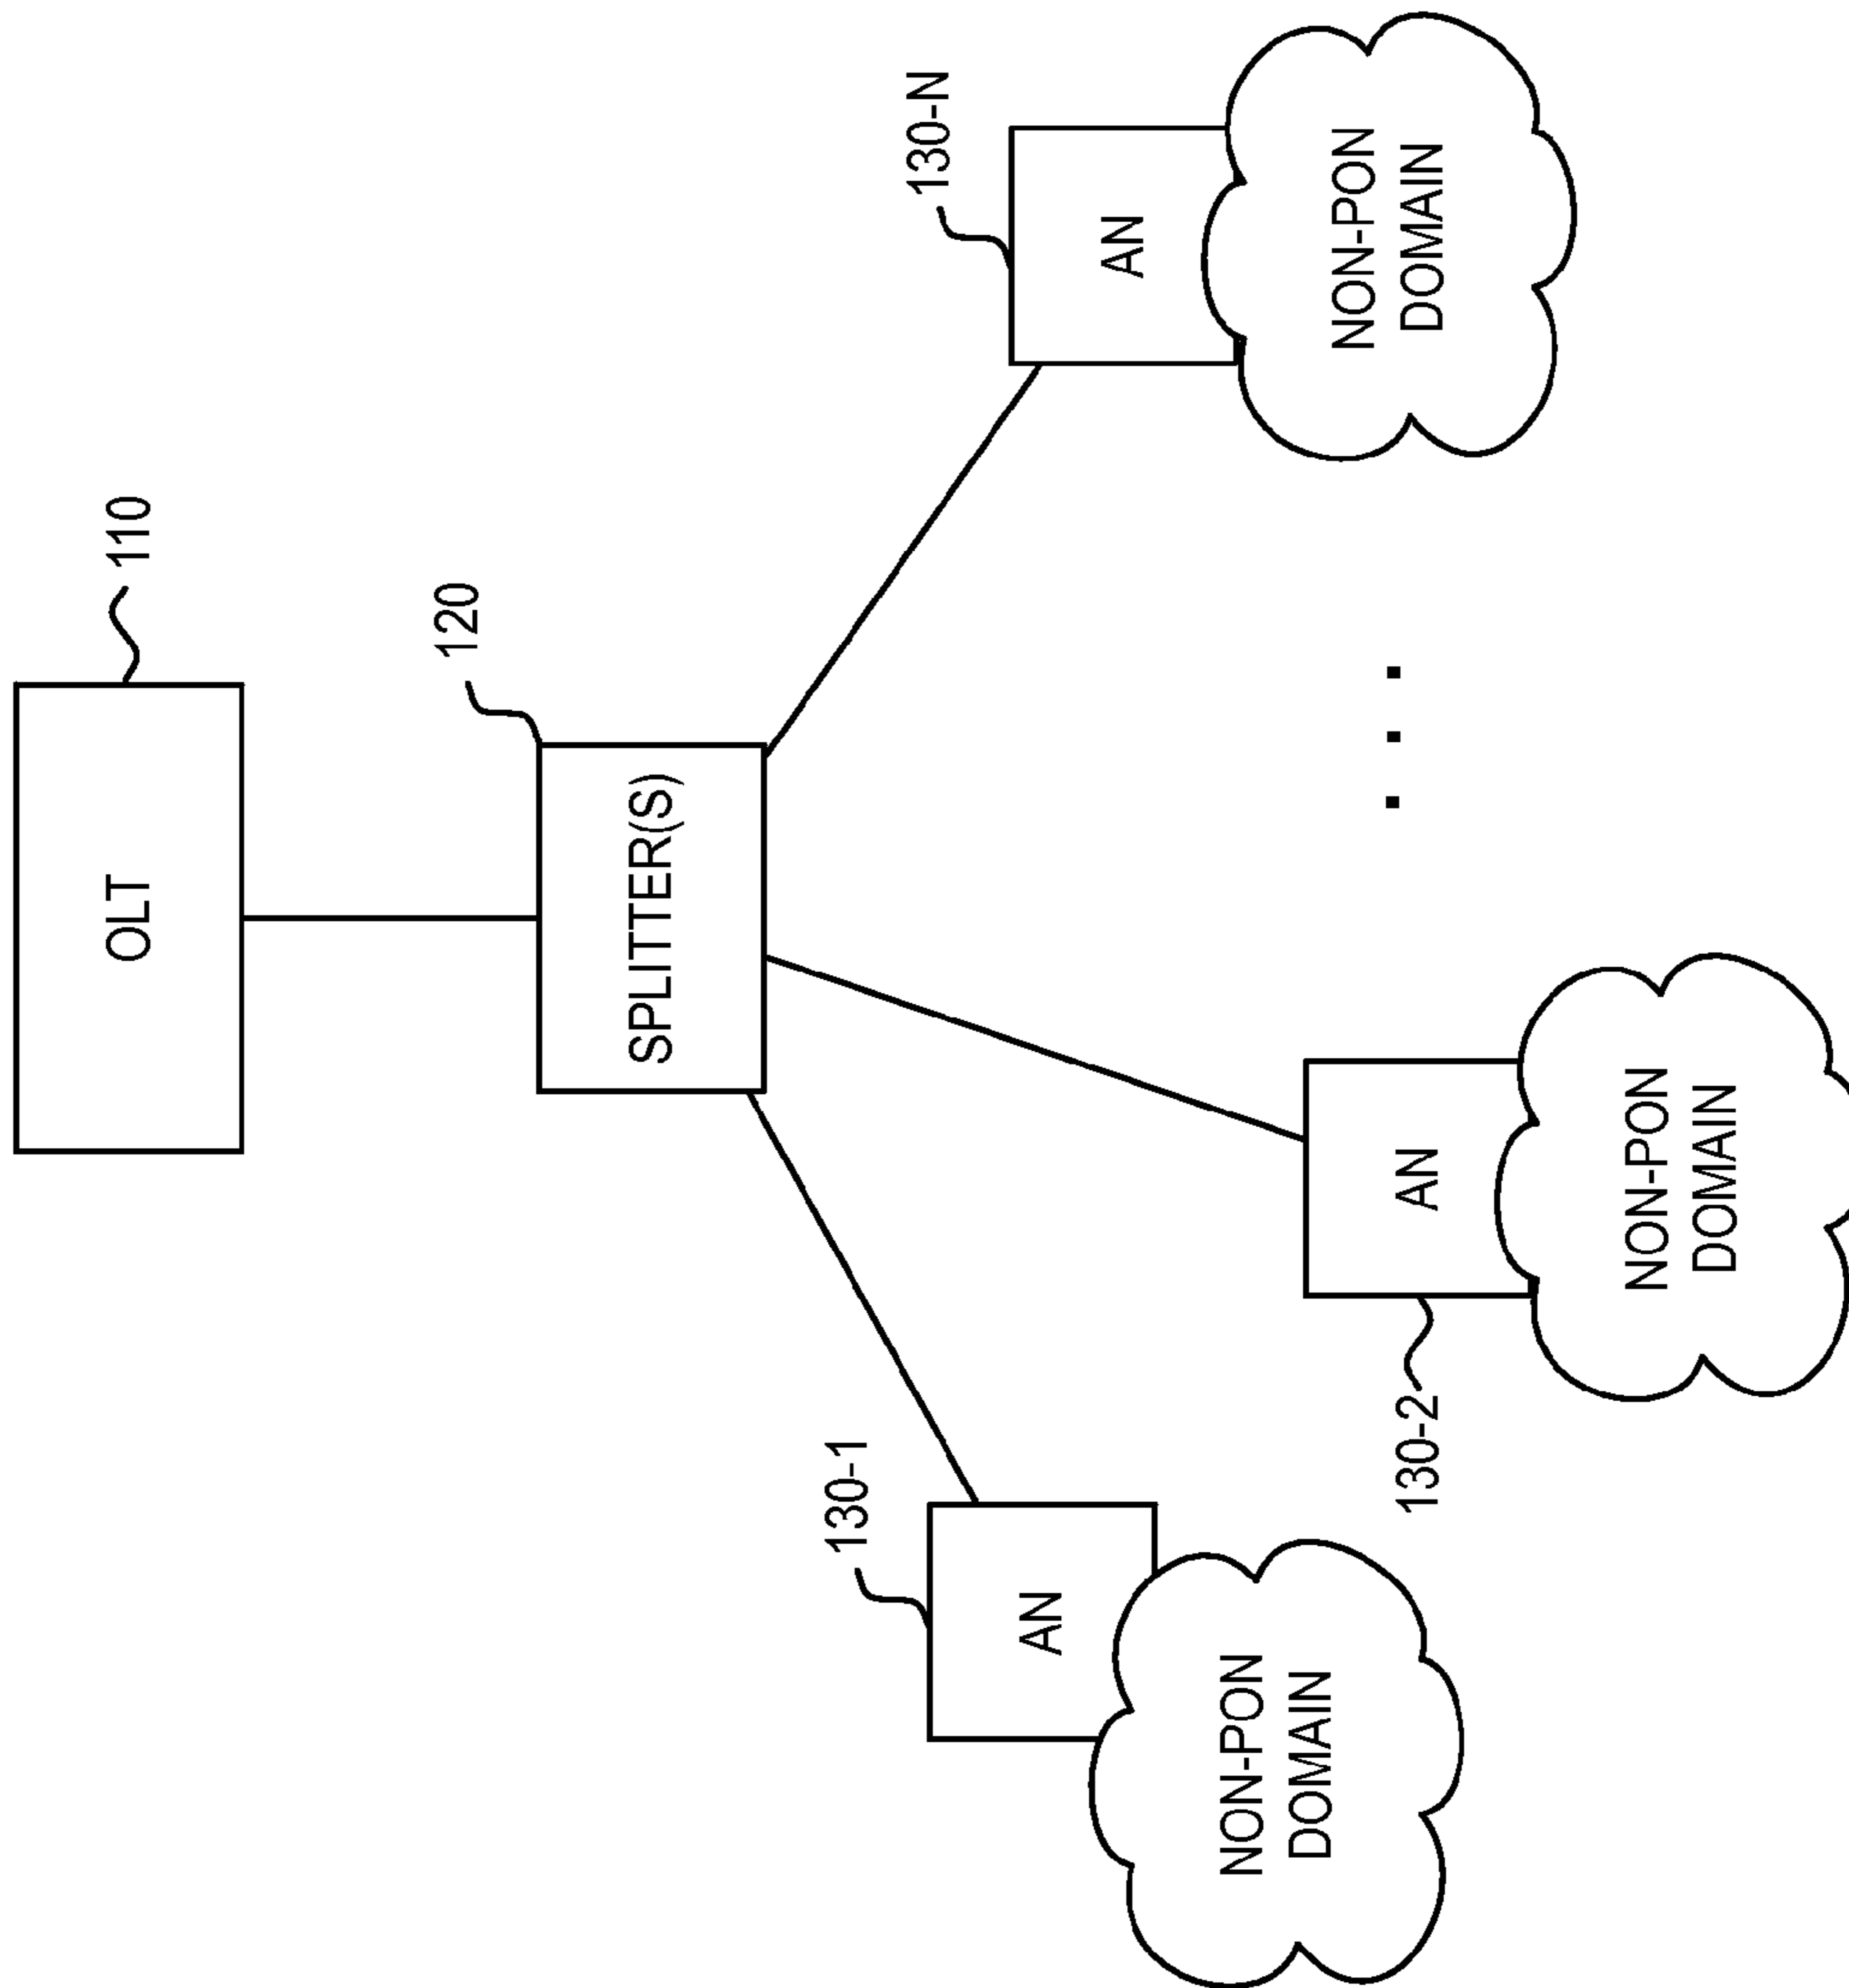 OLT
110
120
SPLITTER(S)
130-1
AN
NON-PON
DOMAIN
130-2
AN
NON-PON
DOMAIN
. . .
130-N
AN
NON-PON
DOMAIN